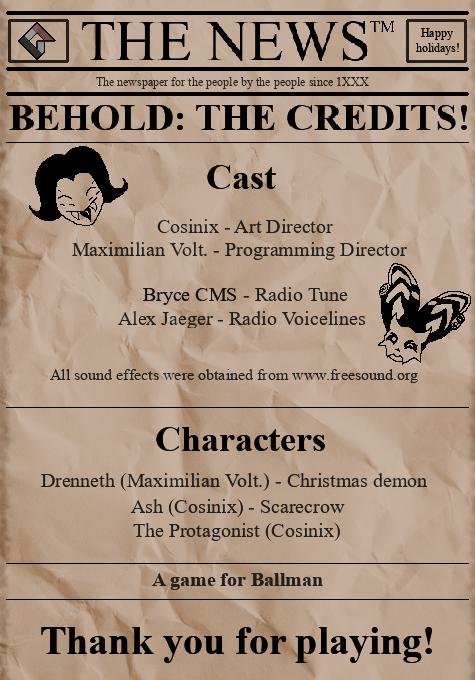 THE NEWS™
Happy
holidays!
The newspaper for the people by the people since 1XXX
BEHOLD: THE CREDITS!
Cast
Cosinix - Art Director
Maximilian Volt. - Programming Director
Bryce CMS - Radio Tune
Alex Jaeger - Radio Voicelines
All sound effects were obtained from www.freesound.org
Characters
Drenneth (Maximilian Volt.) - Christmas demon
Ash (Cosinix) - Scarecrow
The Protagonist (Cosinix)
A game for Ballman
Thank you for playing!